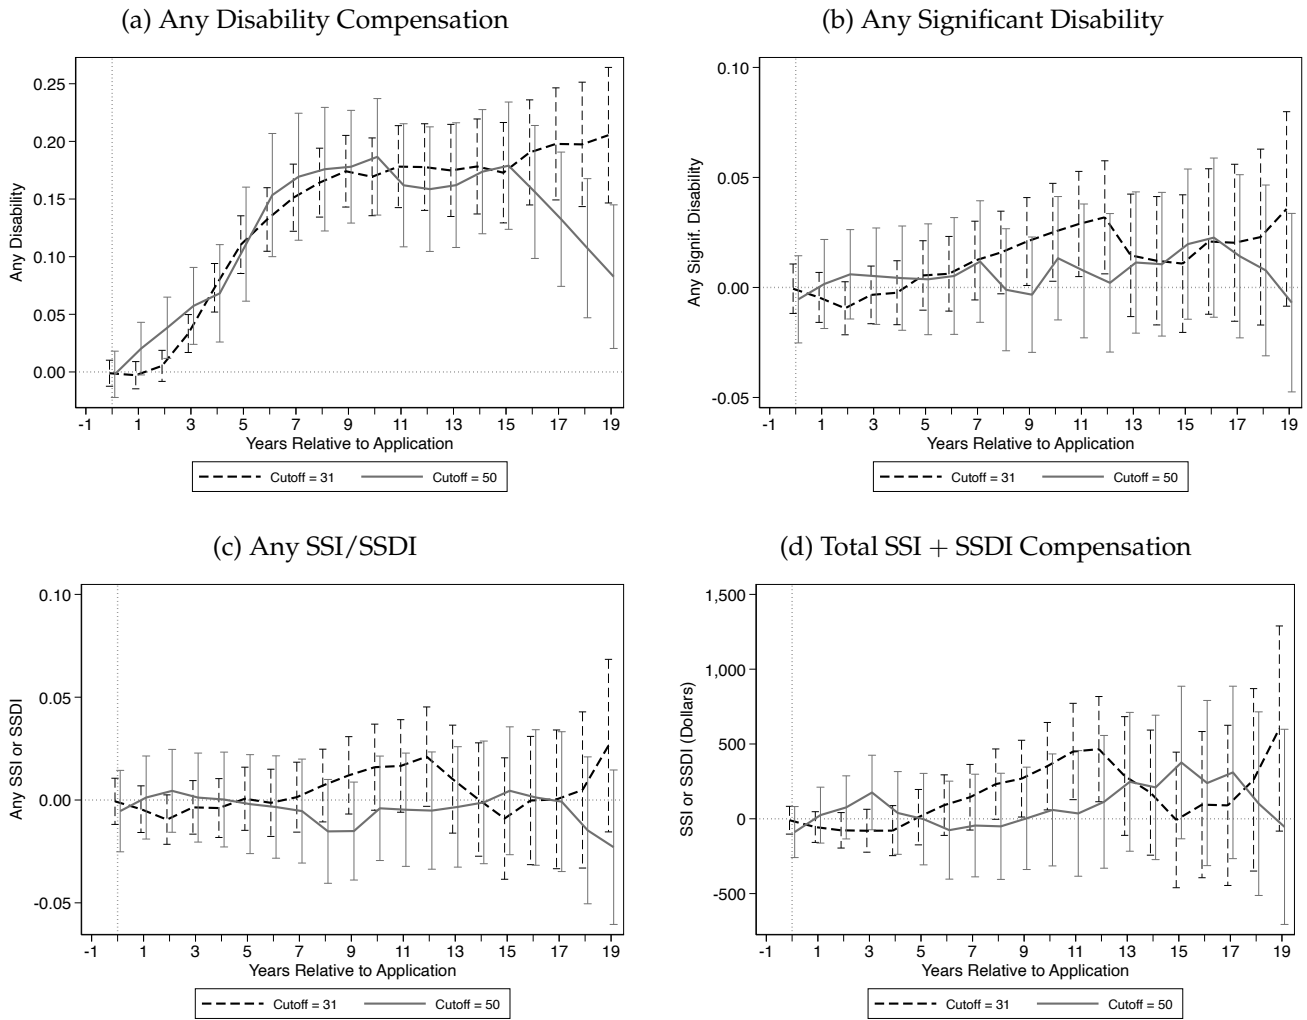 (a) Any Disability Compensation
Any Disability
0.25
0.20
0.15
0.10
0.05
0.00
-1 1 3 5 7 9 11 13 15 17 19
Years Relative to Application
Cutoff = 31 Cutoff = 50
(b) Any Significant Disability
Any Signif. Disability
0.10
0.05
0.00
-0.05
-1 1 3 5 7 9 11 13 15 17 19
Years Relative to Application
Cutoff = 31 Cutoff = 50
(c) Any SSI/SSDI
Any SSI or SSDI
0.10
0.05
0.00
-0.05
-1 1 3 5 7 9 11 13 15 17 19
Years Relative to Application
Cutoff = 31 Cutoff = 50
(d) Total SSI + SSDI Compensation
SSI or SSDI (Dollars)
1,500
1,000
500
0
-500
-1 1 3 5 7 9 11 13 15 17 19
Years Relative to Application
Cutoff = 31 Cutoff = 50